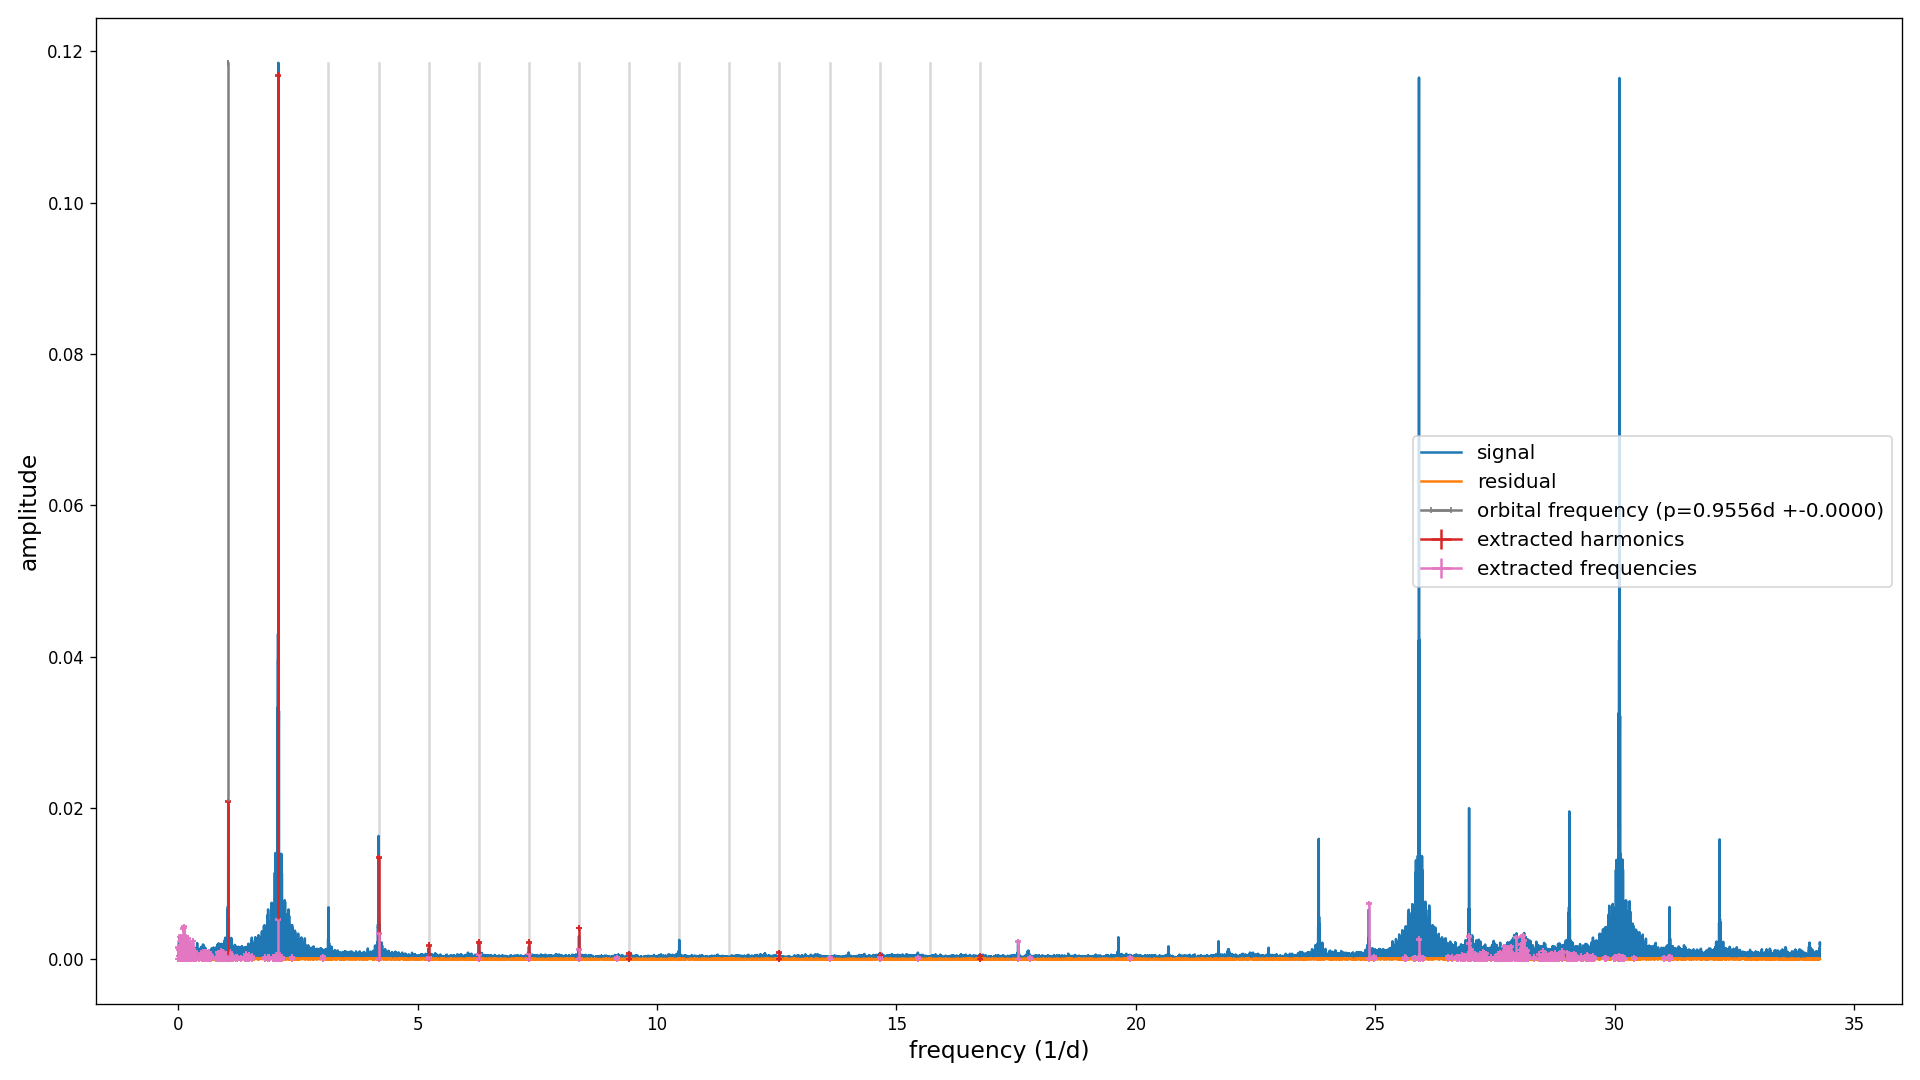 0.12
0.10
0.08
0.06
0.04
0.02
0.00
amplitude
signal
residual
orbital frequency (p=0.9556d +-0.0000)
extracted harmonics
extracted frequencies
0 5 10 15 20 25 30 35
frequency (1/d)